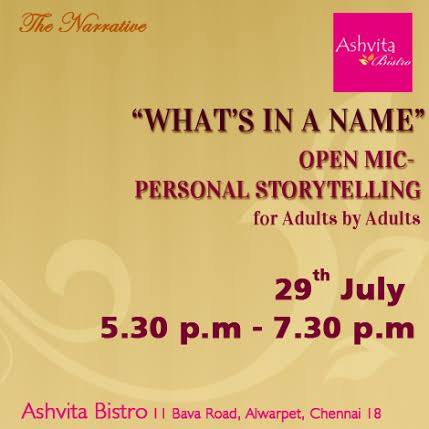 The Narrative
Ashvita
Bistro
“WHAT’S IN A NAME”
OPEN MIC-
PERSONAL STORYTELLING
for Adults by Adults
29th July
5.30 p.m - 7.30 p.m
Ashvita Bistro 11 Bava Road, Alwarpet, Chennai 18